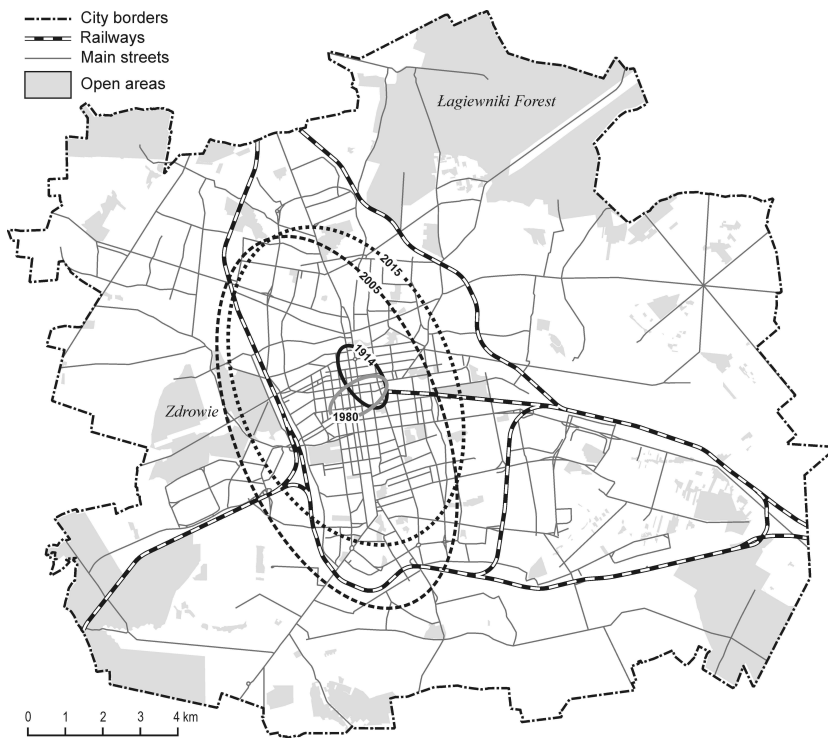 City borders
Railways
Main streets
Open areas
Łagiewniki Forest
2015
2005
1914
Zdrowie
1980
0 1 2 3 4 km